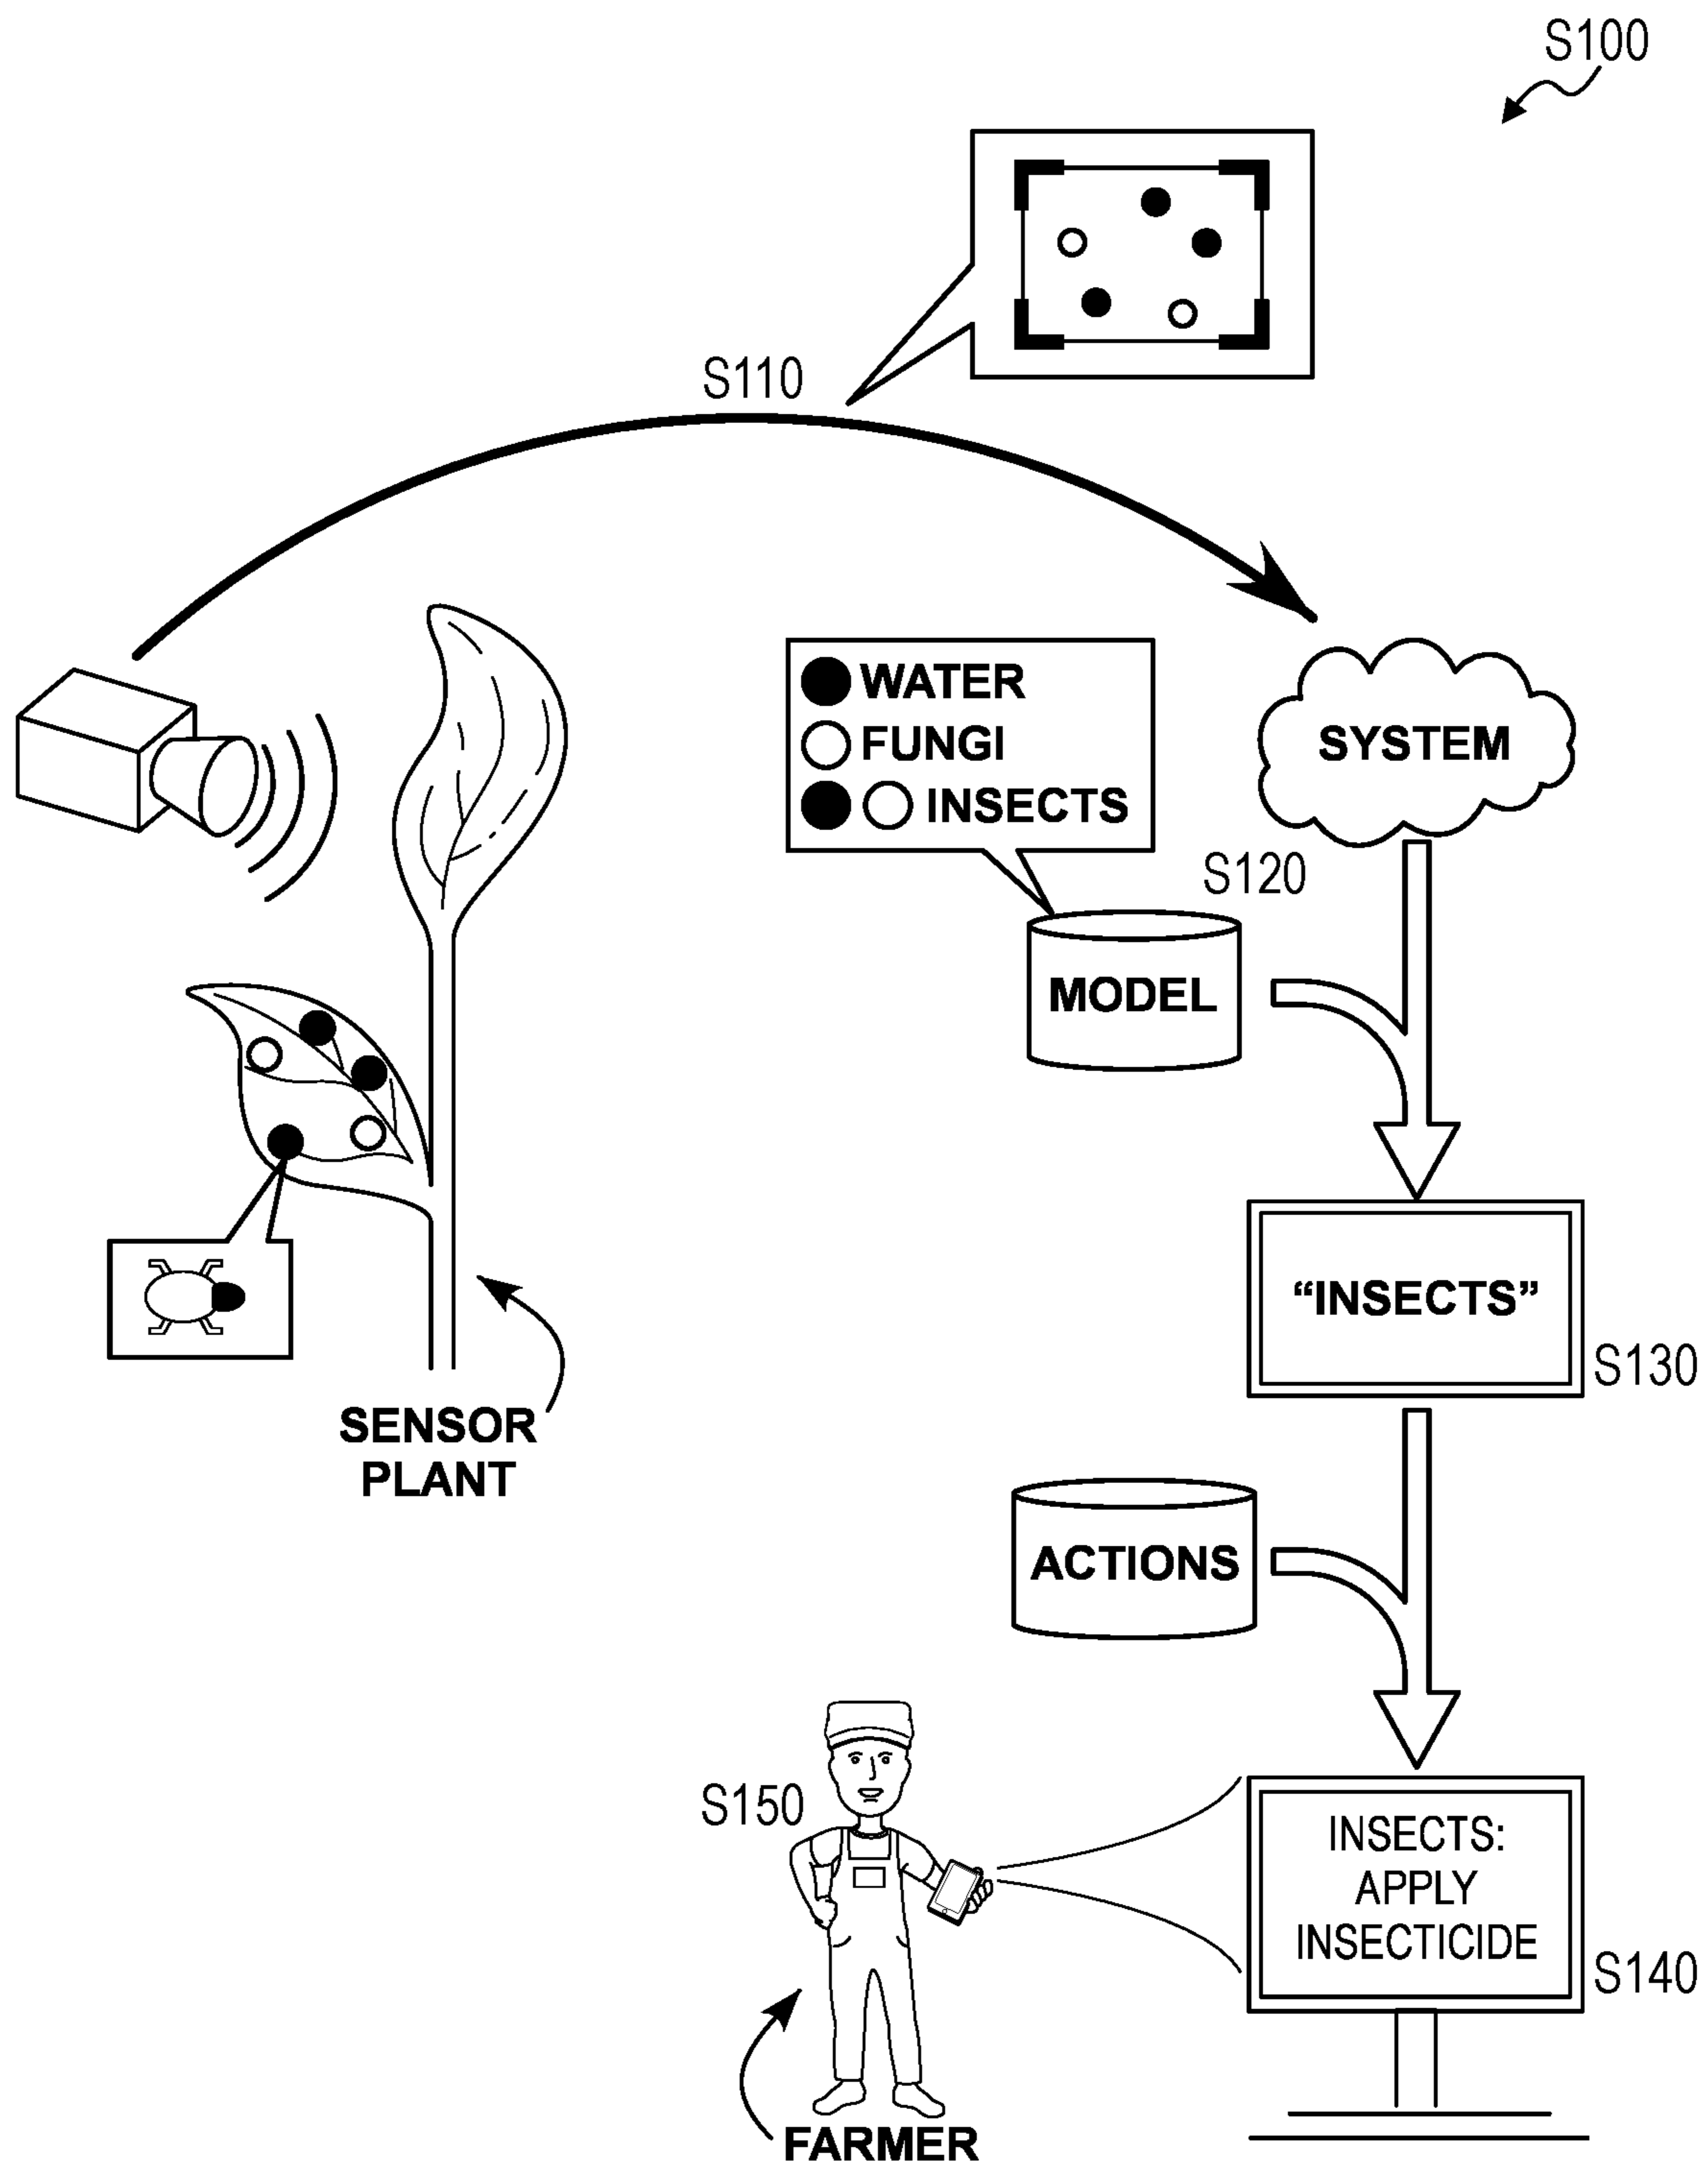 S100
S110
WATER
FUNGI
INSECTS
SYSTEM
S120
MODEL
“INSECTS”
S130
SENSOR
PLANT
ACTIONS
S150
INSECTS:
APPLY
INSECTICIDE
S140
FARMER